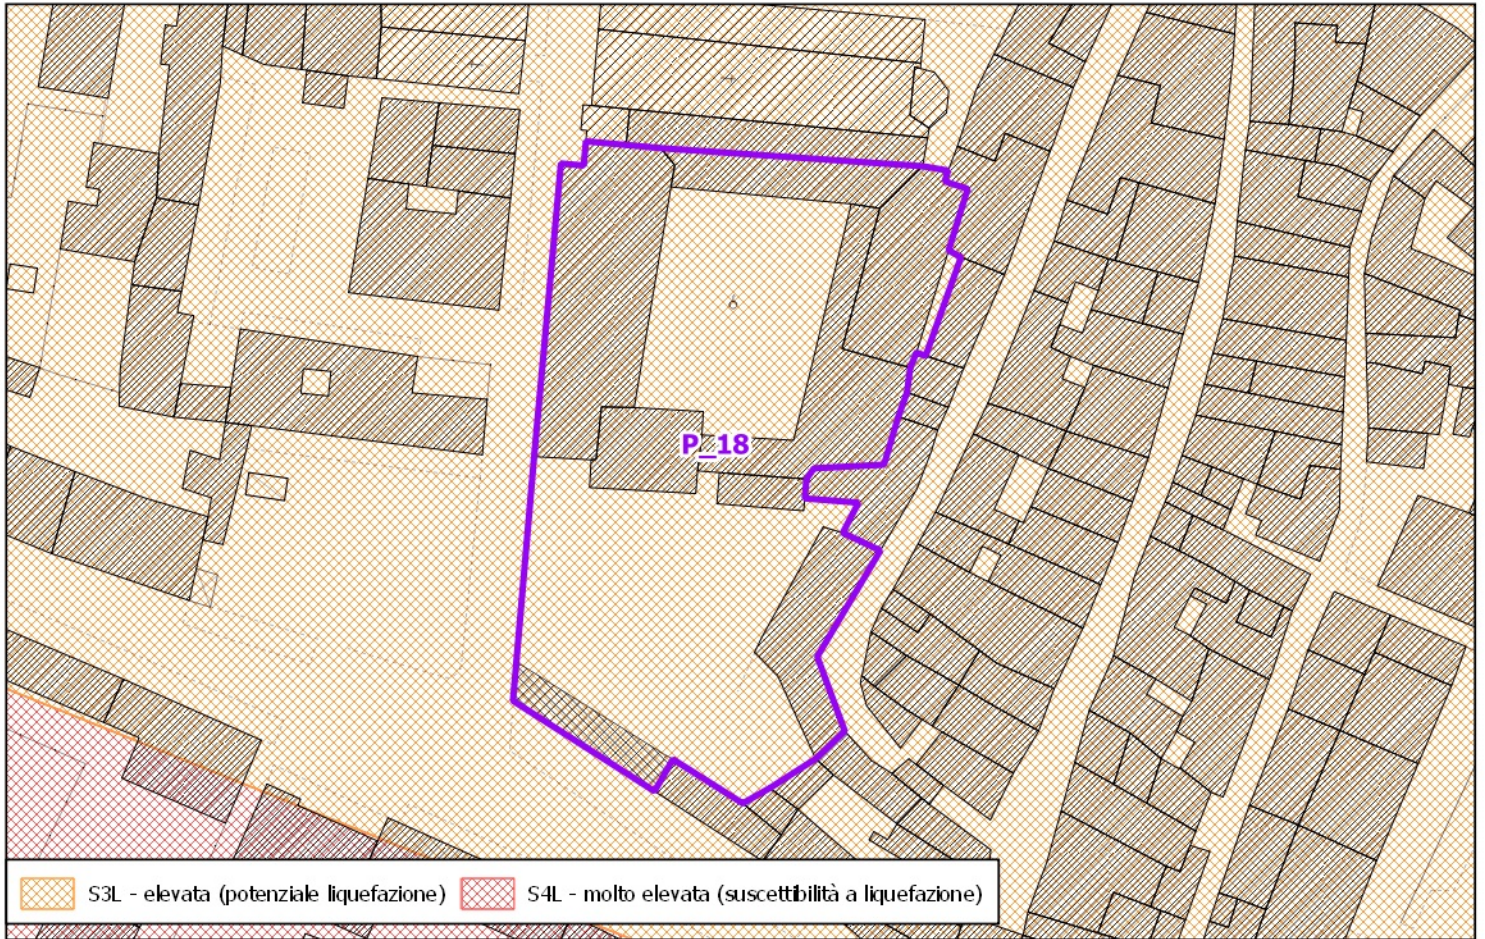 P_18
S3L - elevata (potenziale liquefazione)
S4L - molto elevata (suscettibilità a liquefazione)